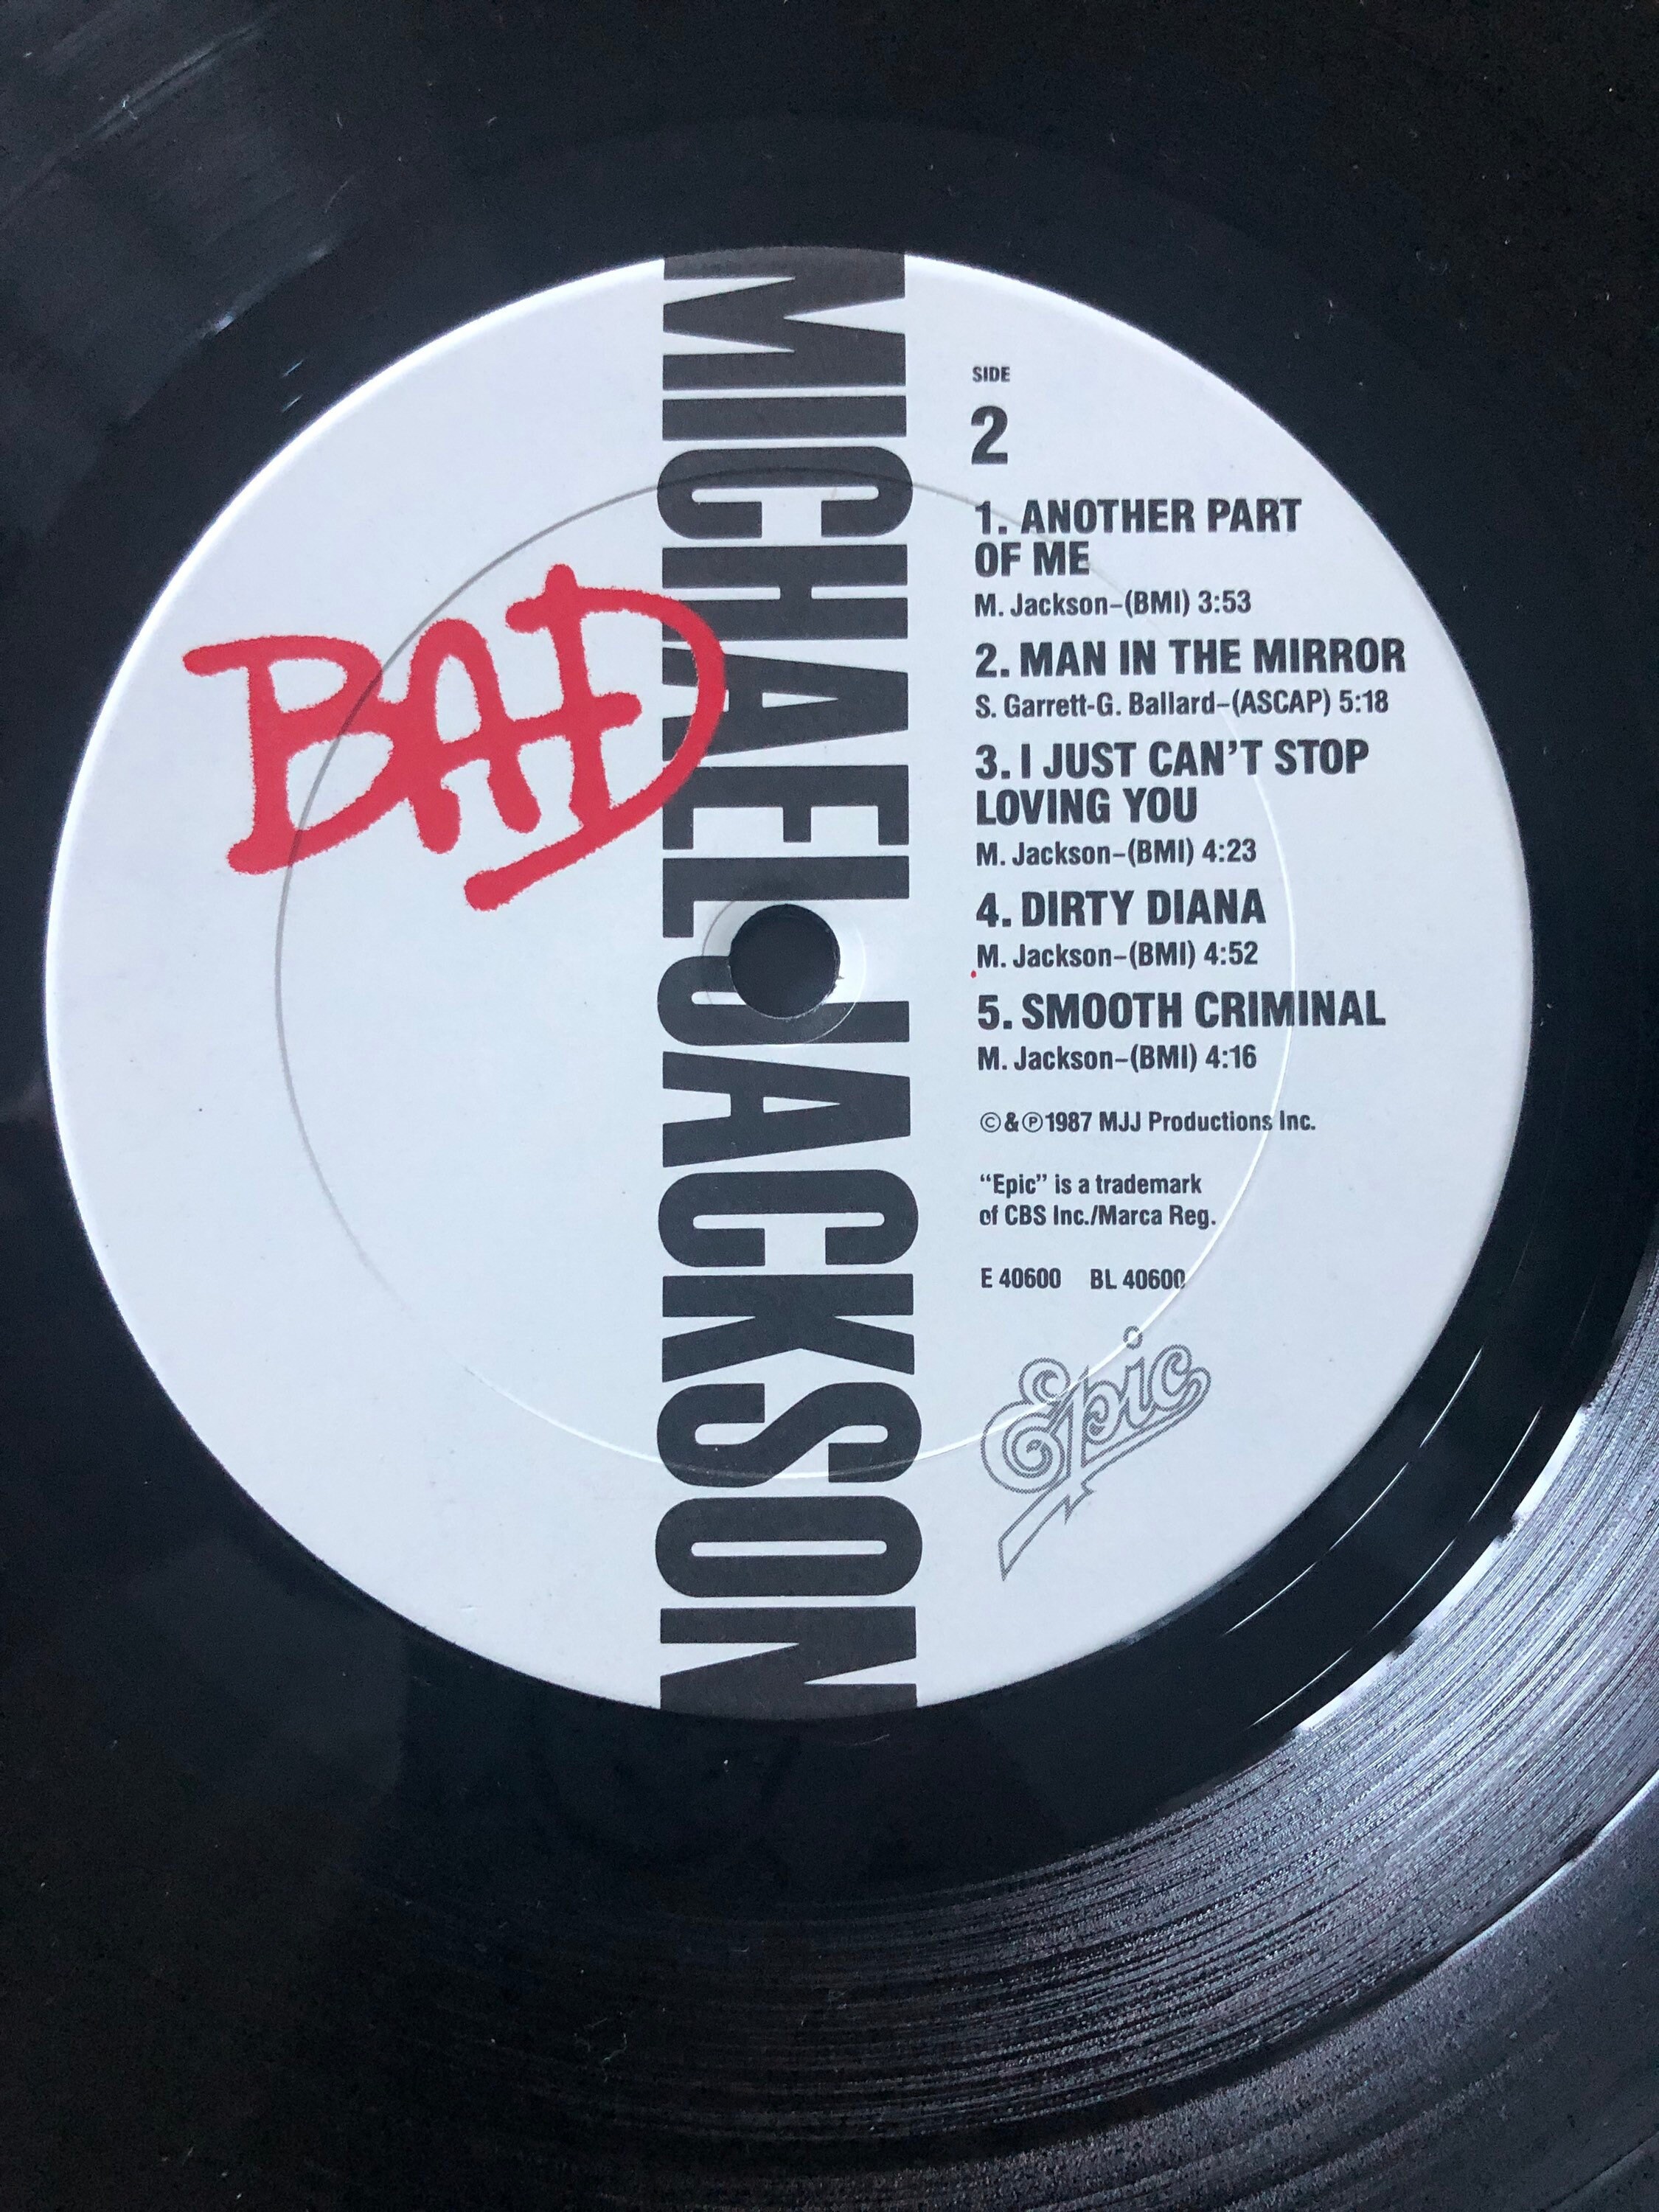 BAD
MICHAEL JACKSON
SIDE
2
1. ANOTHER PART
OF ME
M. Jackson–(BMI) 3:53
2. MAN IN THE MIRROR
S. Garrett-G. Ballard–(ASCAP) 5:18
3. I JUST CAN'T STOP
LOVING YOU
M. Jackson–(BMI) 4:23
4. DIRTY DIANA
M. Jackson–(BMI) 4:52
5. SMOOTH CRIMINAL
M. Jackson–(BMI) 4:16
©&℗1987 MJJ Productions Inc.
“Epic” is a trademark
of CBS Inc./Marca Reg.
E 40600 BL 40600
Epic